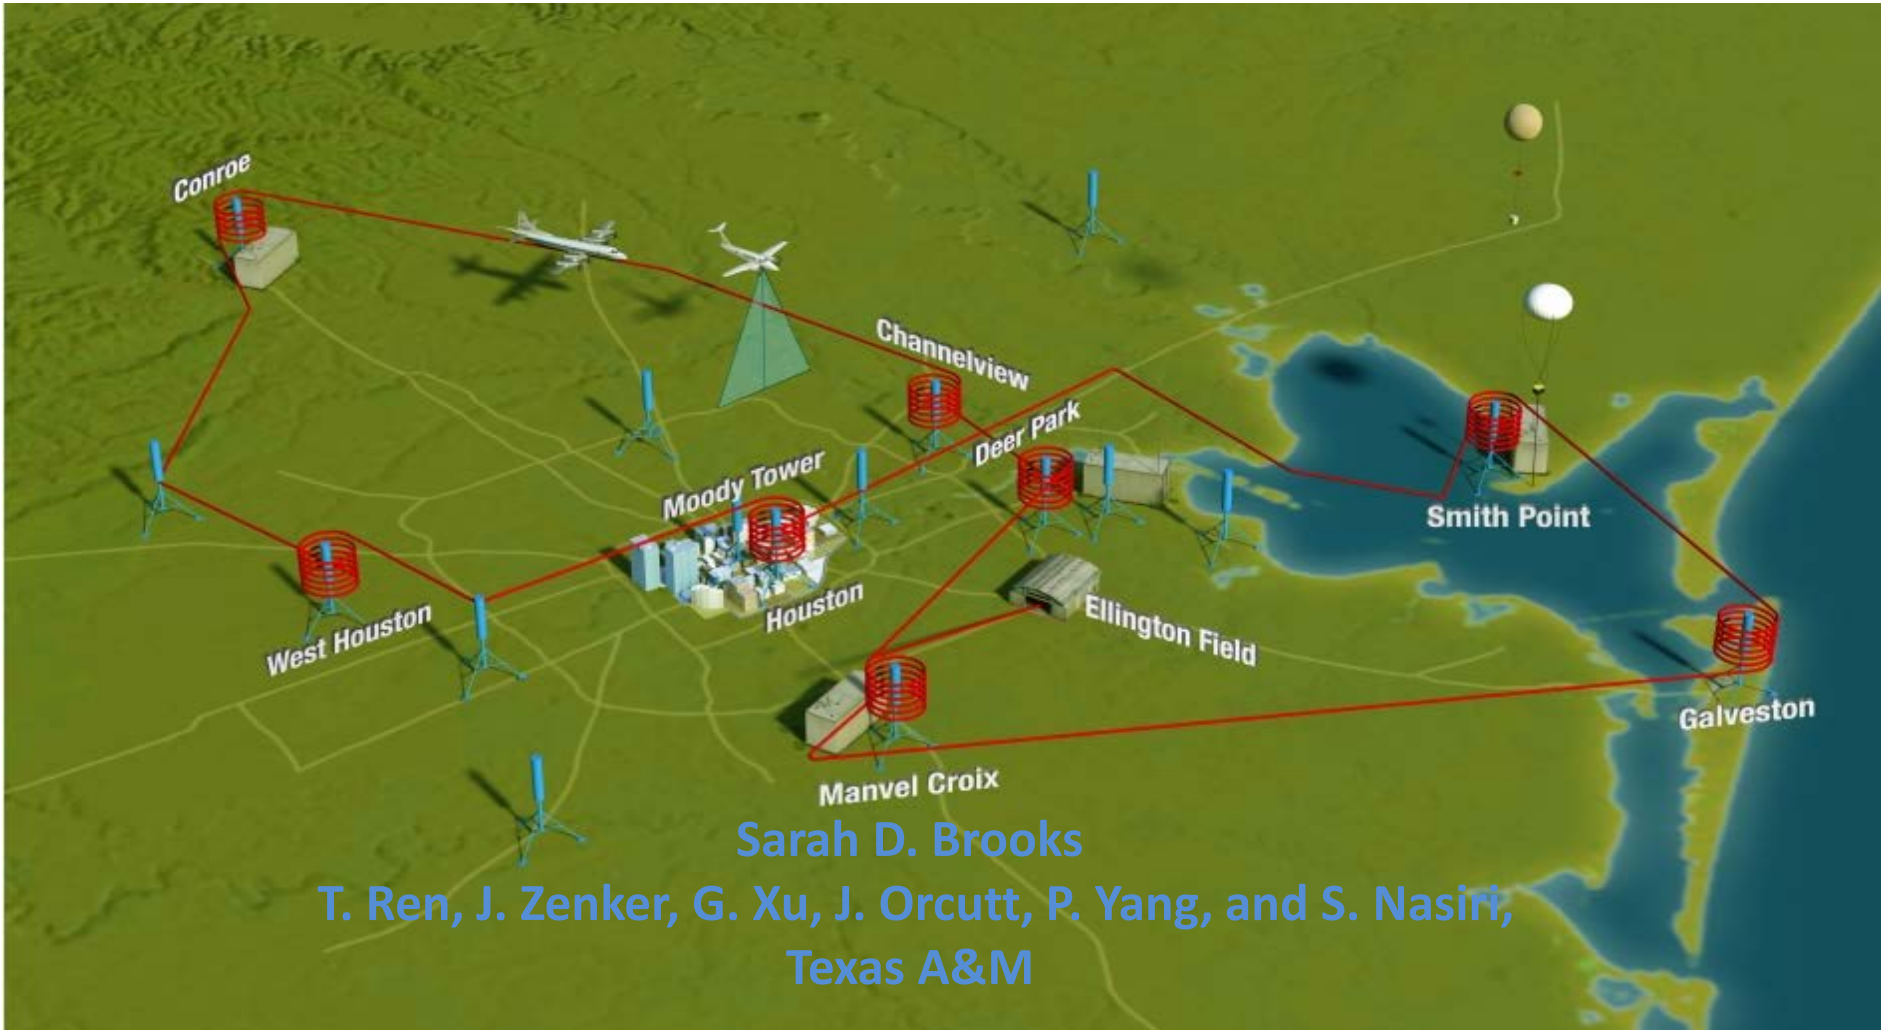 Conroe
Channelview
Deer Park
Moody Tower
Smith Point
Houston
West Houston
Ellington Field
Galveston
Manvel Croix
Sarah D. Brooks
T. Ren, J. Zenker, G. Xu, J. Orcutt, P. Yang, and S. Nasiri,
Texas A&M